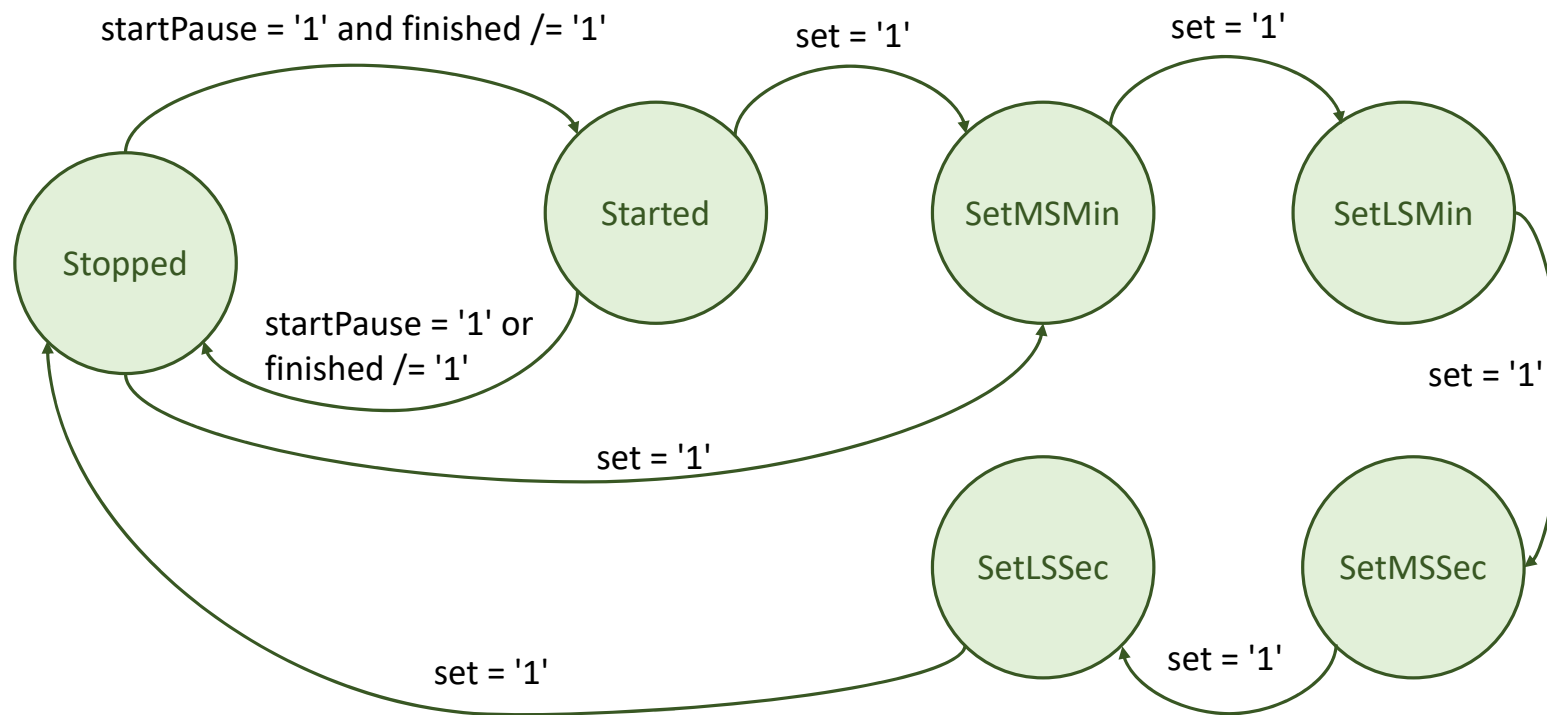 startPause = '1' and finished /= '1'
set = '1'
set = '1'
Stopped
Started
SetMSMin
SetLSMin
startPause = '1' or
finished /= '1'
set = '1'
set = '1'
SetLSSec
SetMSSec
set = '1'
set = '1'